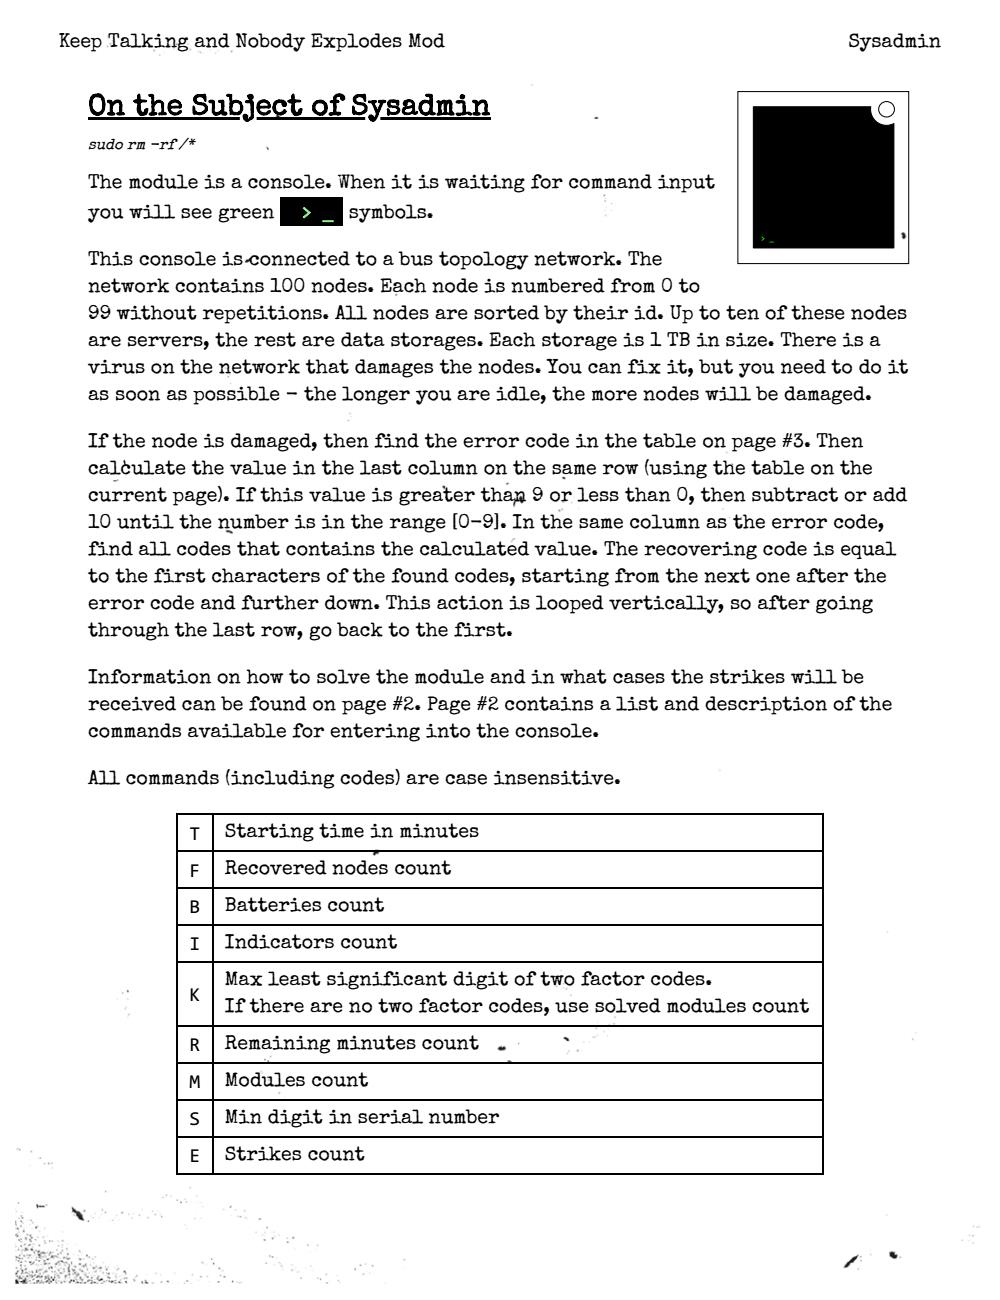 Keep Talking and Nobody Explodes Mod Sysadmin
On the Subject of Sysadmin
sudo rm -rf /*
The module is a console. When it is waiting for command input
you will see green > _ symbols.
This console is connected to a bus topology network. The
network contains 100 nodes. Each node is numbered from 0 to
99 without repetitions. All nodes are sorted by their id. Up to ten of these nodes
are servers, the rest are data storages. Each storage is 1 TB in size. There is a
virus on the network that damages the nodes. You can fix it, but you need to do it
as soon as possible - the longer you are idle, the more nodes will be damaged.
If the node is damaged, then find the error code in the table on page #3. Then
calculate the value in the last column on the same row (using the table on the
current page). If this value is greater than 9 or less than 0, then subtract or add
10 until the number is in the range [0-9]. In the same column as the error code,
find all codes that contains the calculated value. The recovering code is equal
to the first characters of the found codes, starting from the next one after the
error code and further down. This action is looped vertically, so after going
through the last row, go back to the first.
Information on how to solve the module and in what cases the strikes will be
received can be found on page #2. Page #2 contains a list and description of the
commands available for entering into the console.
All commands (including codes) are case insensitive.
T Starting time in minutes
F Recovered nodes count
B Batteries count
I Indicators count
K Max least significant digit of two factor codes.
If there are no two factor codes, use solved modules count
R Remaining minutes count
M Modules count
S Min digit in serial number
E Strikes count